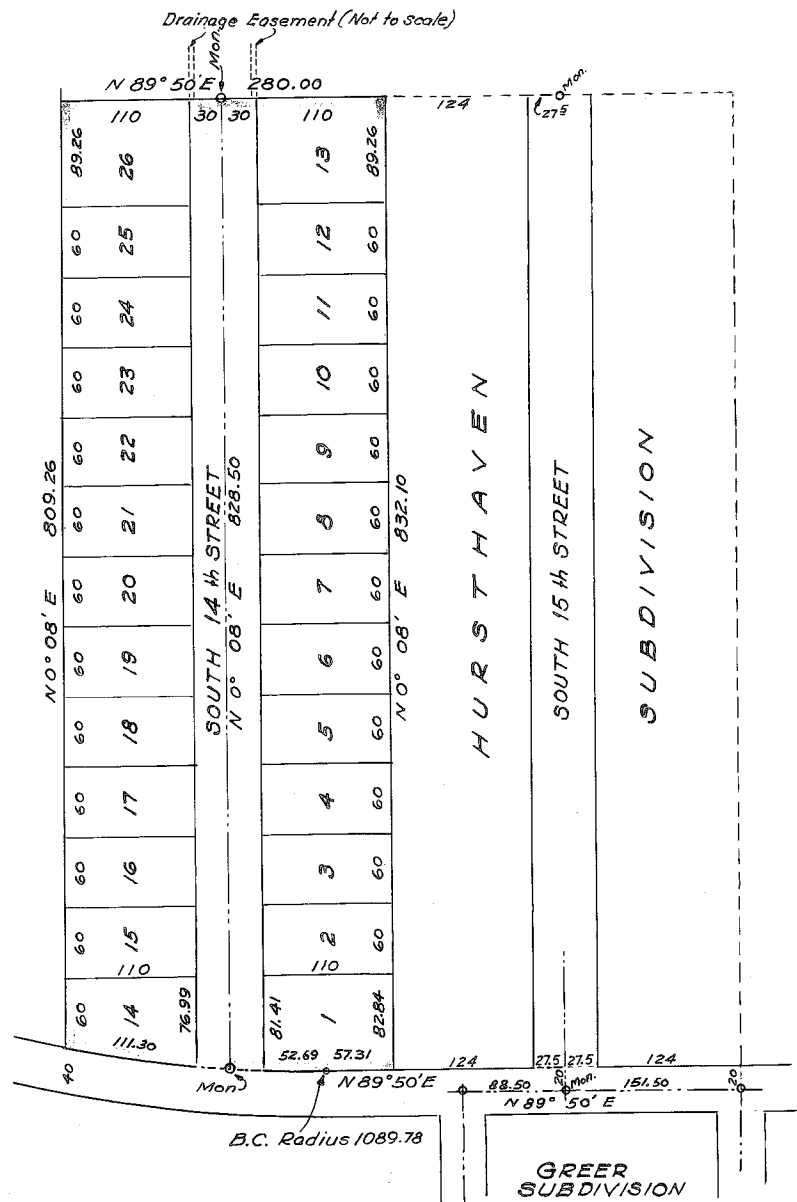 Drainage Easement (Not to scale)
Mon.
N 89° 50' E 280.00
Mon.
110 30 30 110 124 27⁵
89.26 26 13 89.26
60 25 12 60
60 24 11 60
60 23 10 60
60 22 9 60
60 21 8 60
60 20 7 60
60 19 6 60
60 18 5 60
60 17 4 60
60 16 3 60
60 15 2 60
110 110
60 14 76.99 81.41 1 82.84
111.30 52.69 57.31 124 27.5 27.5 124
N 0° 08' E 809.26
SOUTH 14th STREET
N 0° 08' E 828.50
N 0° 08' E 832.10
HURSTHAVEN
SOUTH 15th STREET
SUBDIVISION
40 Mon. N 89° 50' E 88.50 20 Mon. 151.50 20
N 89° 50' E
B.C. Radius 1089.78
GREER
SUBDIVISION